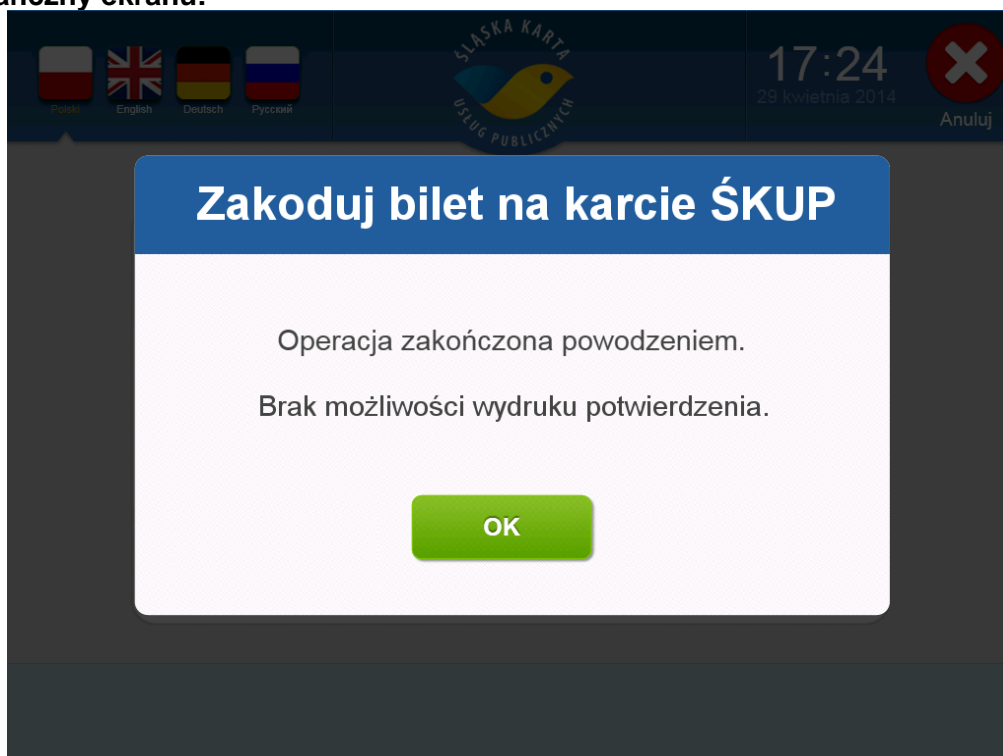 ekranu:
Polski
English
Deutsch
Русский
ŚLĄSKA KARTA
USŁUG PUBLICZNYCH
17:24
29 kwietnia 2014
Anuluj
Zakoduj bilet na karcie ŚKUP
Operacja zakończona powodzeniem.
Brak możliwości wydruku potwierdzenia.
OK